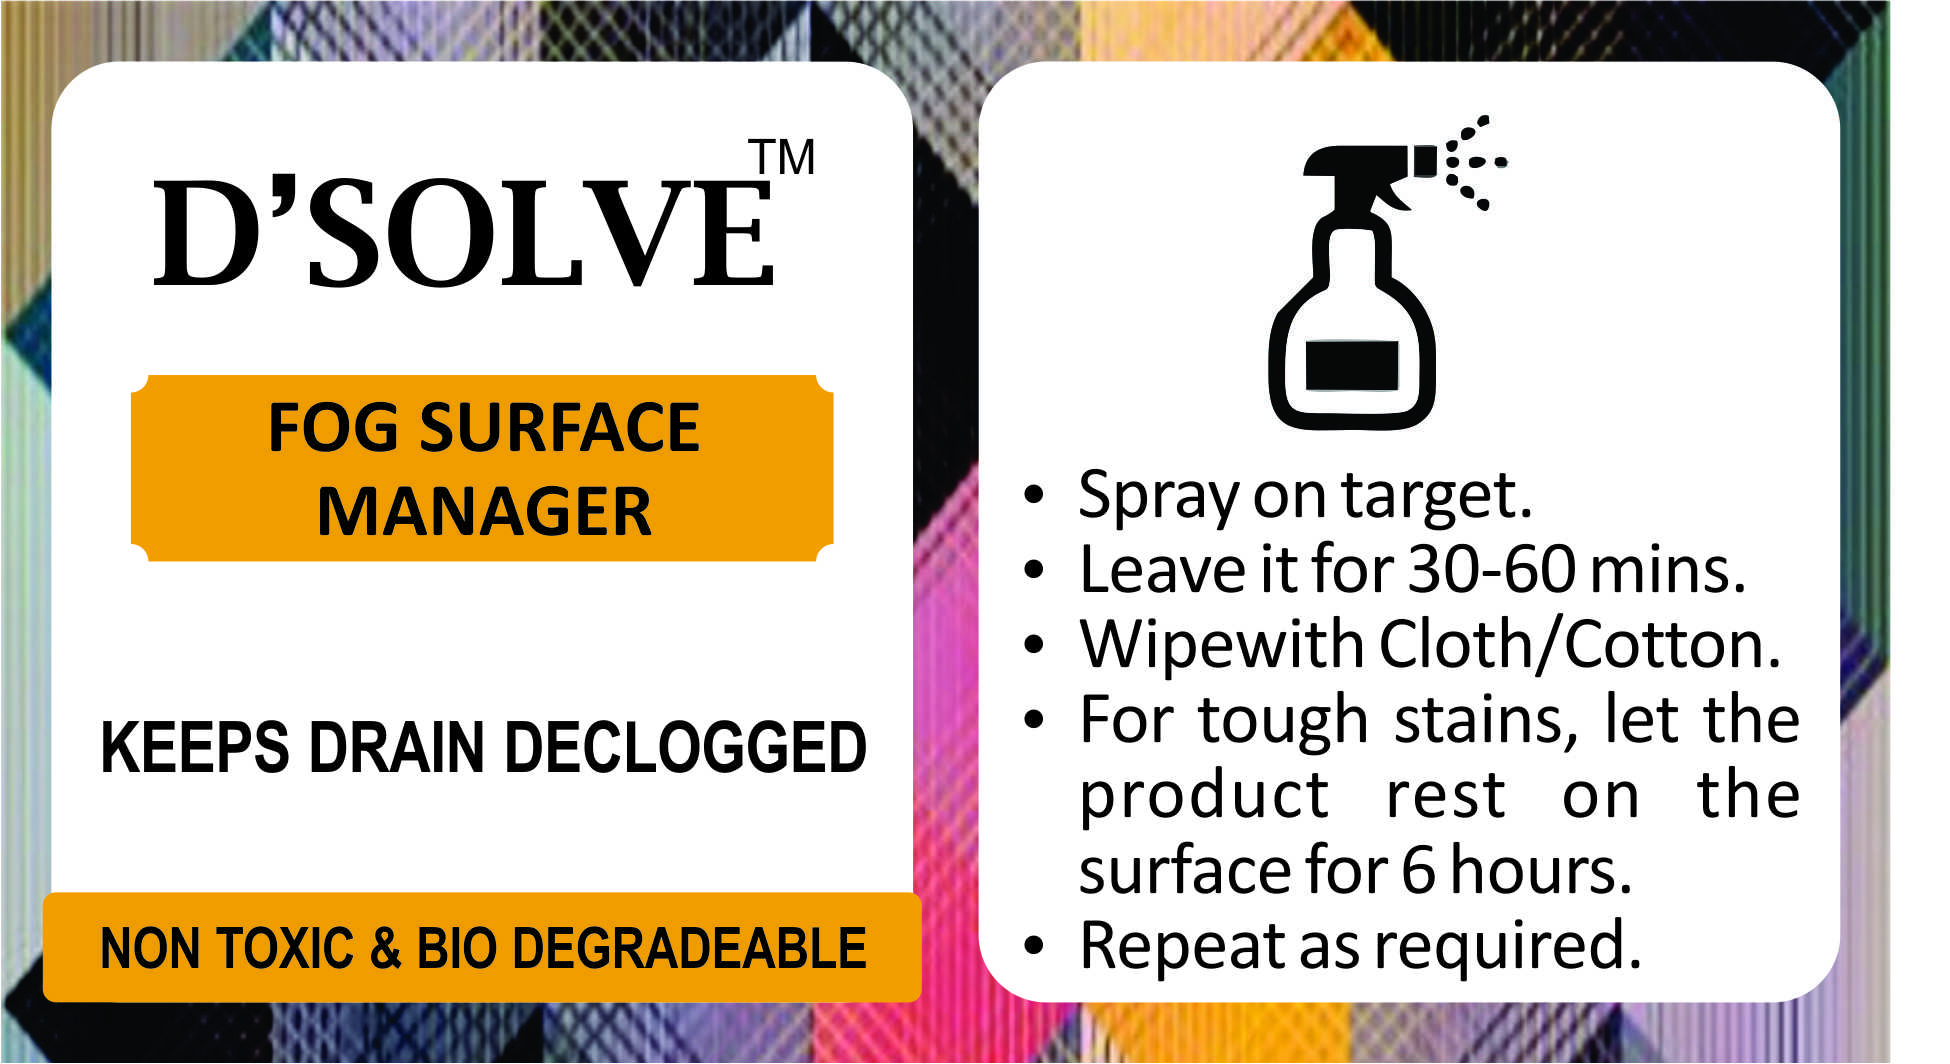 D’SOLVE™
FOG SURFACE
MANAGER
KEEPS DRAIN DECLOGGED
NON TOXIC & BIO DEGRADEABLE
• Spray on target.
• Leave it for 30-60 mins.
• Wipewith Cloth/Cotton.
• For tough stains, let the
product rest on the
surface for 6 hours.
• Repeat as required.